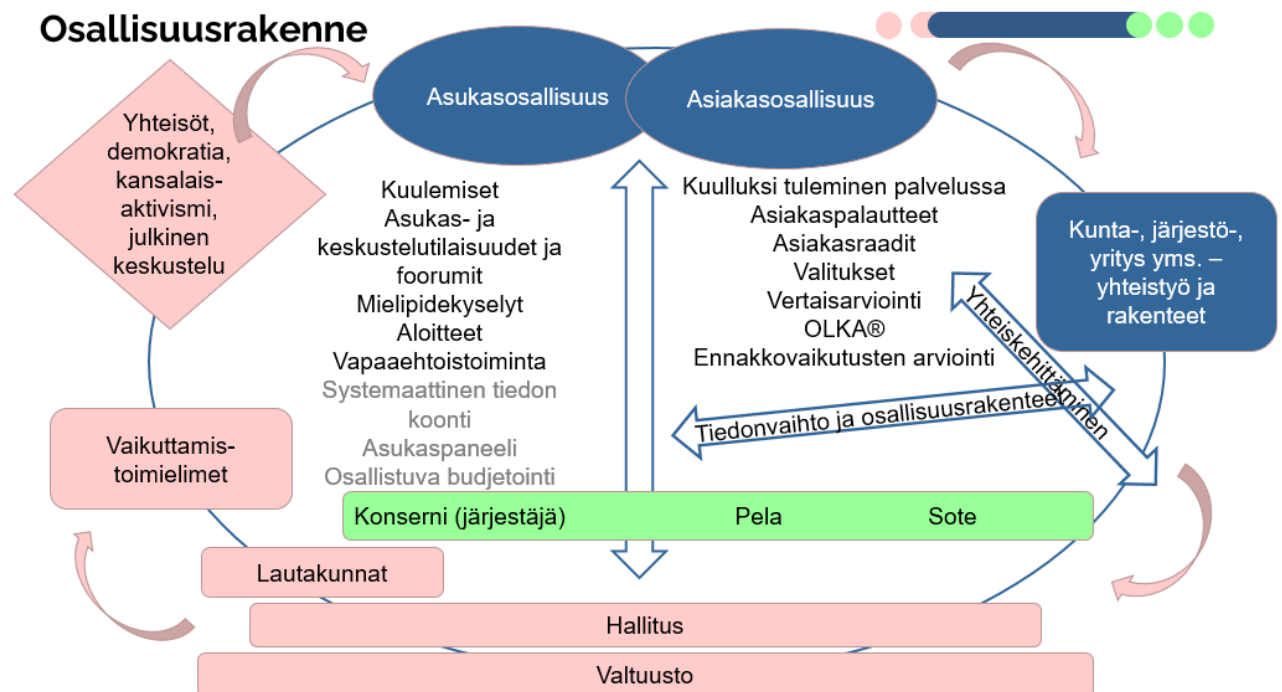 Osallisuusrakenne
Asukasosallisuus
Asiakasosallisuus
Yhteisöt,
demokratia,
kansalais-
aktivismi,
julkinen
keskustelu
Kuulemiset
Asukas- ja
keskustelutilaisuudet ja
foorumit
Mielipidekyselyt
Aloitteet
Vapaaehtoistoiminta
Systemaattinen tiedon
koonti
Asukaspaneeli
Osallistuva budjetointi
Kuulluksi tuleminen palvelussa
Asiakaspalautteet
Asiakasraadit
Valitukset
Vertaisarviointi
OLKA®
Ennakkovaikutusten arviointi
Kunta-, järjestö-,
yritys yms. –
yhteistyö ja
rakenteet
Yhteiskehittäminen
Tiedonvaihto ja osallisuusrakenteet
Vaikuttamis-
toimielimet
Konserni (järjestäjä) Pela Sote
Lautakunnat
Hallitus
Valtuusto